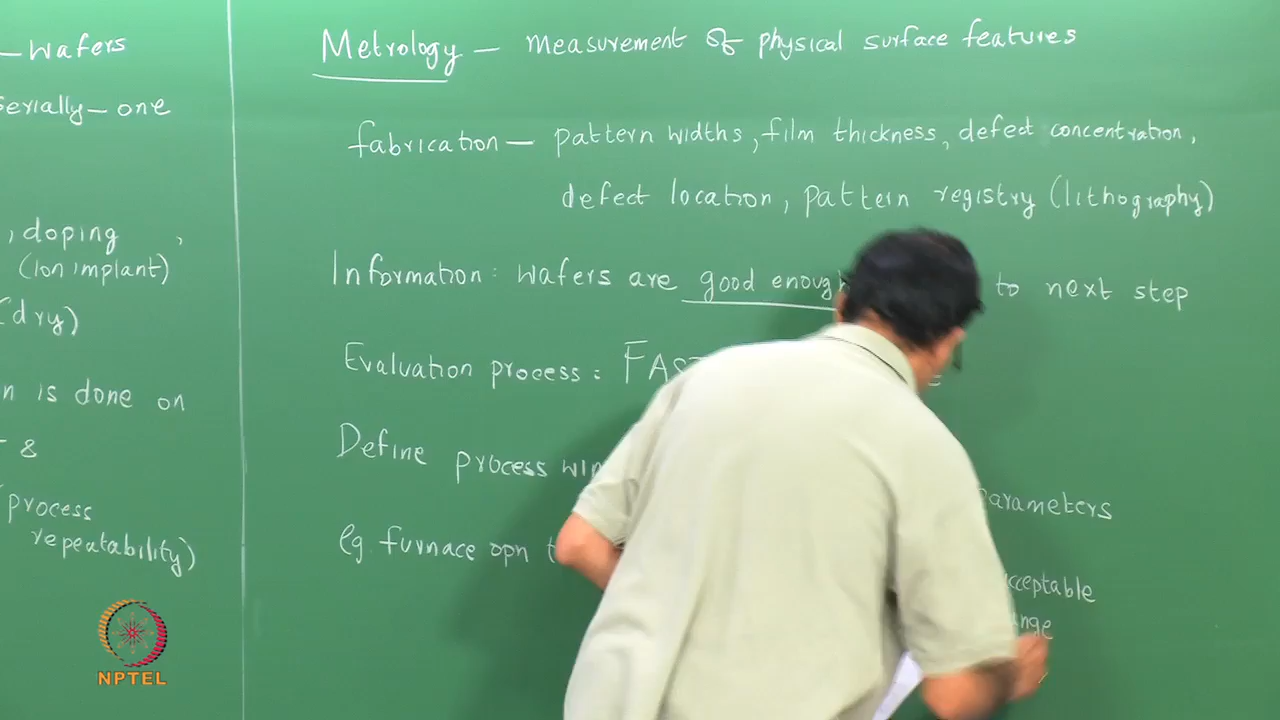 – wafers
serially – one
, doping ,
(Ion implant)
(dry)
n is done on
&
(process
repeatability)
Metrology – measurement of physical surface features
fabrication – pattern widths, film thickness, defect concentration,
defect location, pattern registry (lithography)
Information: wafers are good enough to next step
Evaluation process: FAST
Define process win parameters
eg. furnace opn (
acceptable
range
NPTEL